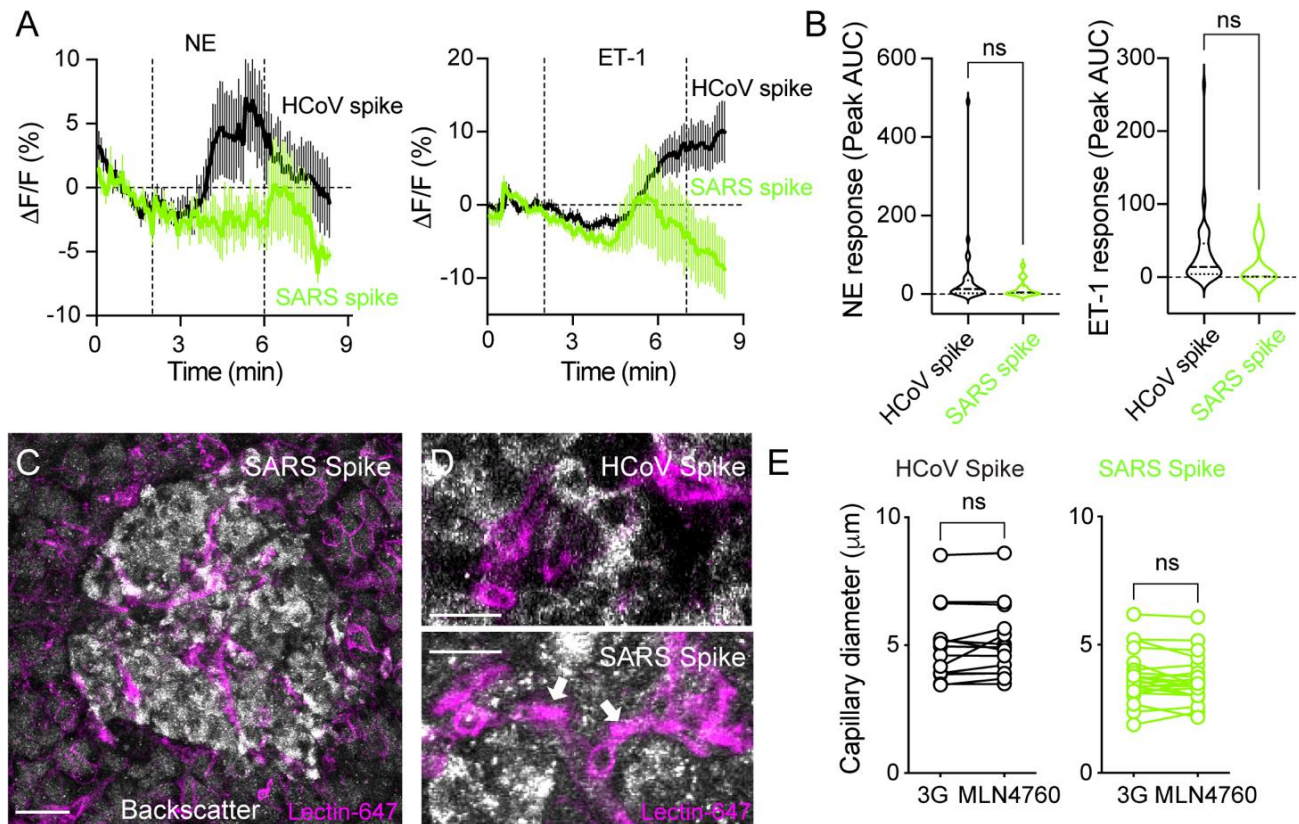 A
NE
10
5
0
-5
-10
ΔF/F (%)
HCoV spike
SARS spike
0
3
6
9
Time (min)
ET-1
20
10
0
-10
ΔF/F (%)
HCoV spike
SARS spike
0
3
6
9
Time (min)
B
ns
600
400
200
0
NE response (Peak AUC)
HCoV spike
SARS spike
ns
300
200
100
0
ET-1 response (Peak AUC)
HCoV spike
SARS spike
C
SARS Spike
Backscatter
Lectin-647
D
HCoV Spike
SARS Spike
Lectin-647
E
HCoV Spike
ns
10
5
0
Capillary diameter (μm)
3G MLN4760
SARS Spike
ns
10
5
0
3G MLN4760